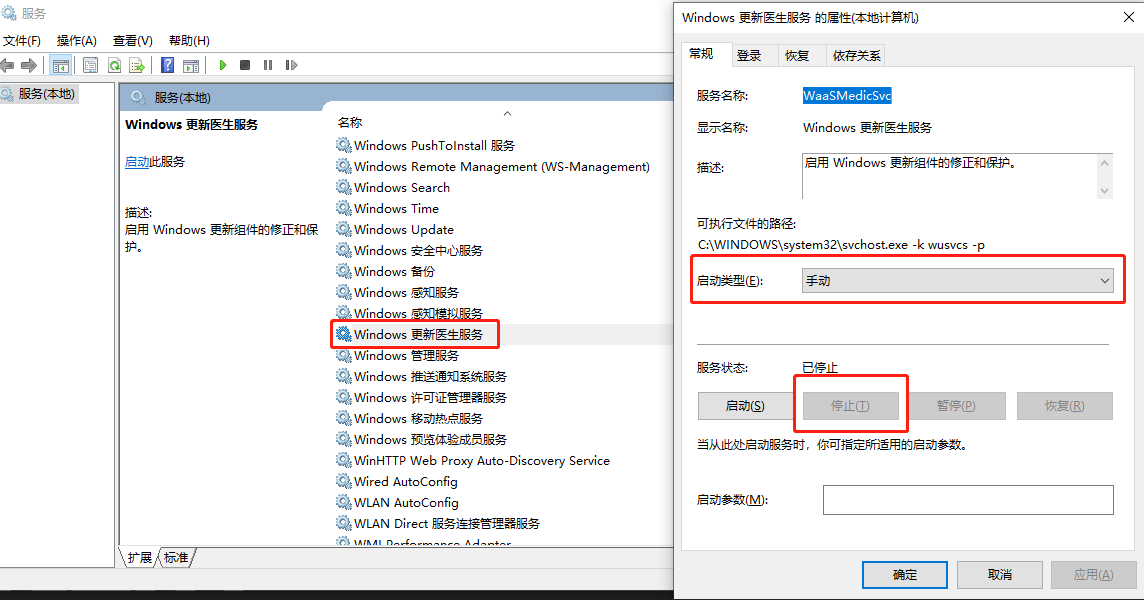 服务
文件(F) 操作(A) 查看(V) 帮助(H)
服务(本地)
服务(本地)
Windows 更新医生服务
启动此服务
描述:
启用 Windows 更新组件的修正和保
护。
名称
Windows PushToInstall 服务
Windows Remote Management (WS-Management)
Windows Search
Windows Time
Windows Update
Windows 安全中心服务
Windows 备份
Windows 感知服务
Windows 感知模拟服务
Windows 更新医生服务
Windows 管理服务
Windows 推送通知系统服务
Windows 许可证管理器服务
Windows 移动热点服务
Windows 预览体验成员服务
WinHTTP Web Proxy Auto-Discovery Service
Wired AutoConfig
WLAN AutoConfig
WLAN Direct 服务连接管理器服务
WMI Performance Adapter
扩展 标准
Windows 更新医生服务 的属性(本地计算机)
常规 登录 恢复 依存关系
服务名称: WaaSMedicSvc
显示名称: Windows 更新医生服务
描述: 启用 Windows 更新组件的修正和保护。
可执行文件的路径:
C:\WINDOWS\system32\svchost.exe -k wusvcs -p
启动类型(E): 手动
服务状态: 已停止
启动(S) 停止(T) 暂停(P) 恢复(R)
当从此处启动服务时，你可指定所适用的启动参数。
启动参数(M):
确定 取消 应用(A)